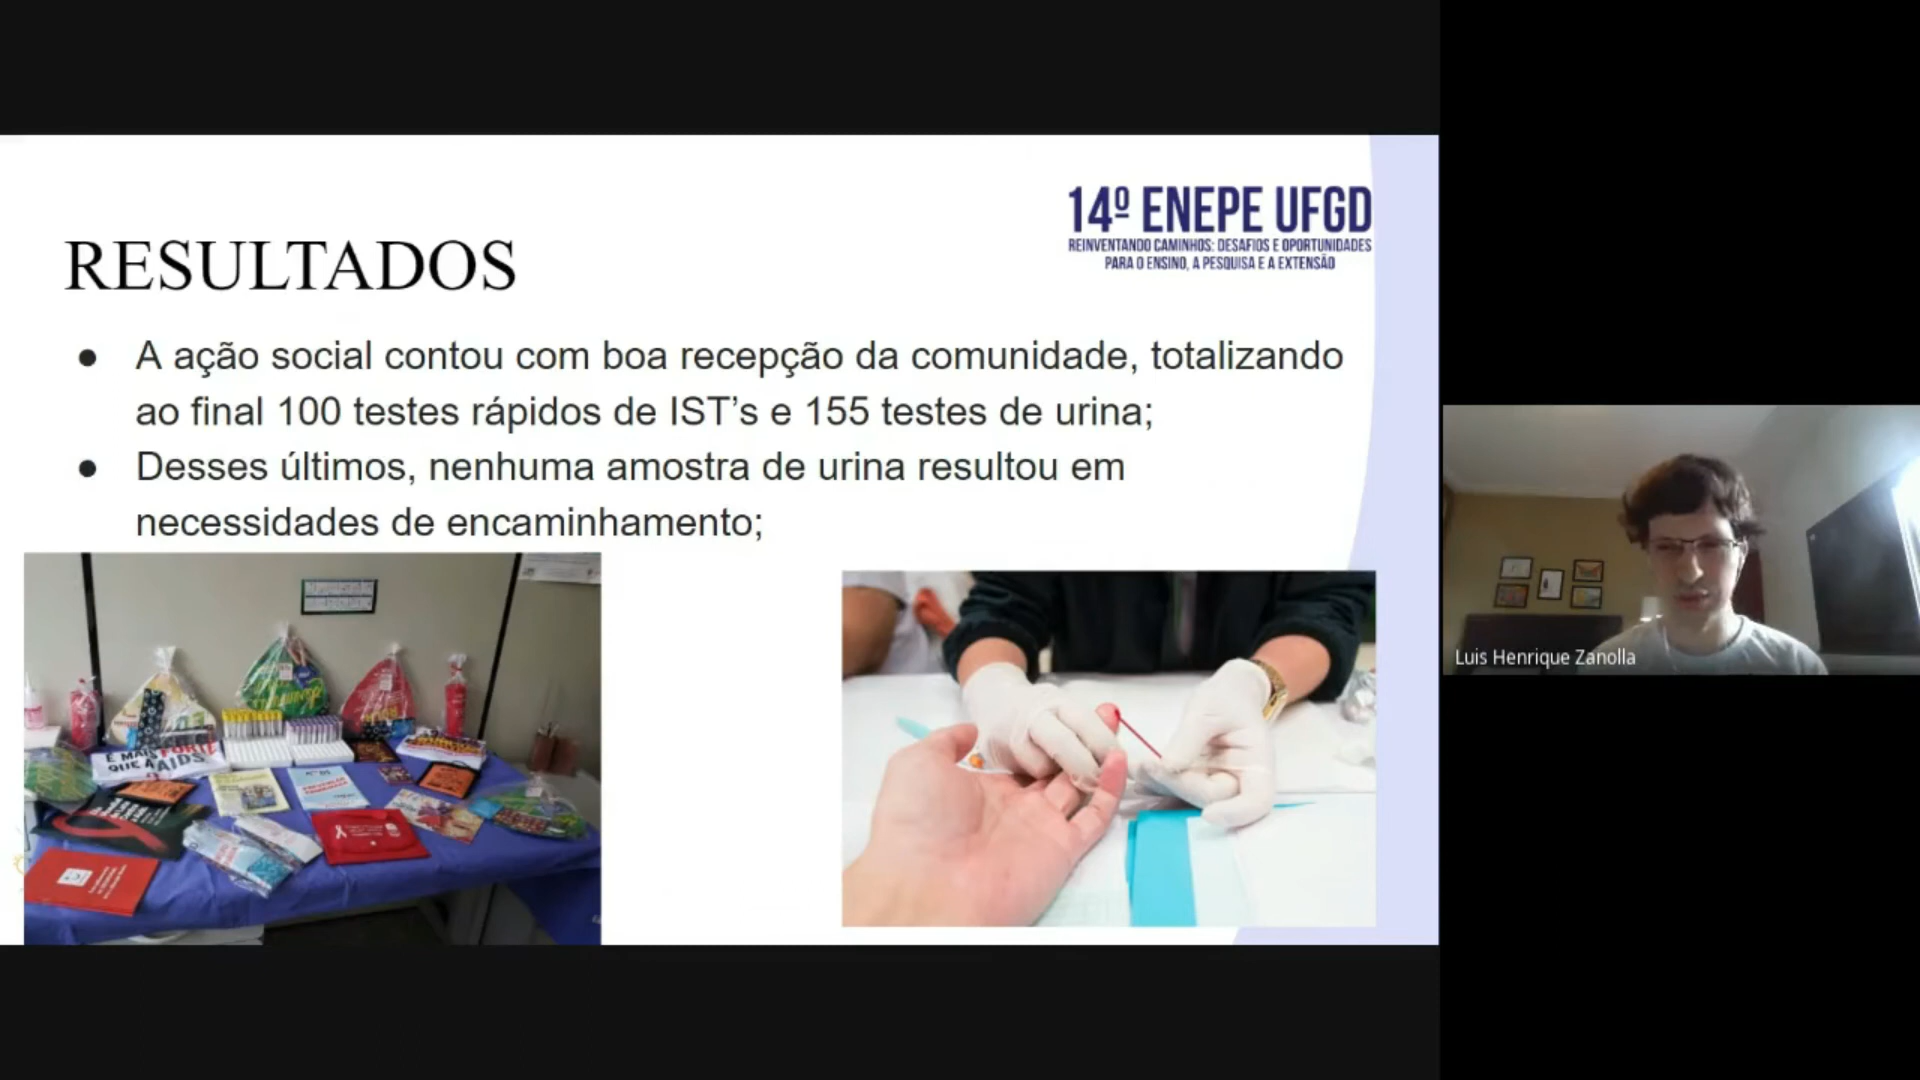 14º ENEPE UFGD
REINVENTANDO CAMINHOS: DESAFIOS E OPORTUNIDADES
PARA O ENSINO, A PESQUISA E A EXTENSÃO
RESULTADOS
● A ação social contou com boa recepção da comunidade, totalizando
ao final 100 testes rápidos de IST’s e 155 testes de urina;
● Desses últimos, nenhuma amostra de urina resultou em
necessidades de encaminhamento;
É MAIS FORTE
QUE A AIDS
Luis Henrique Zanolla